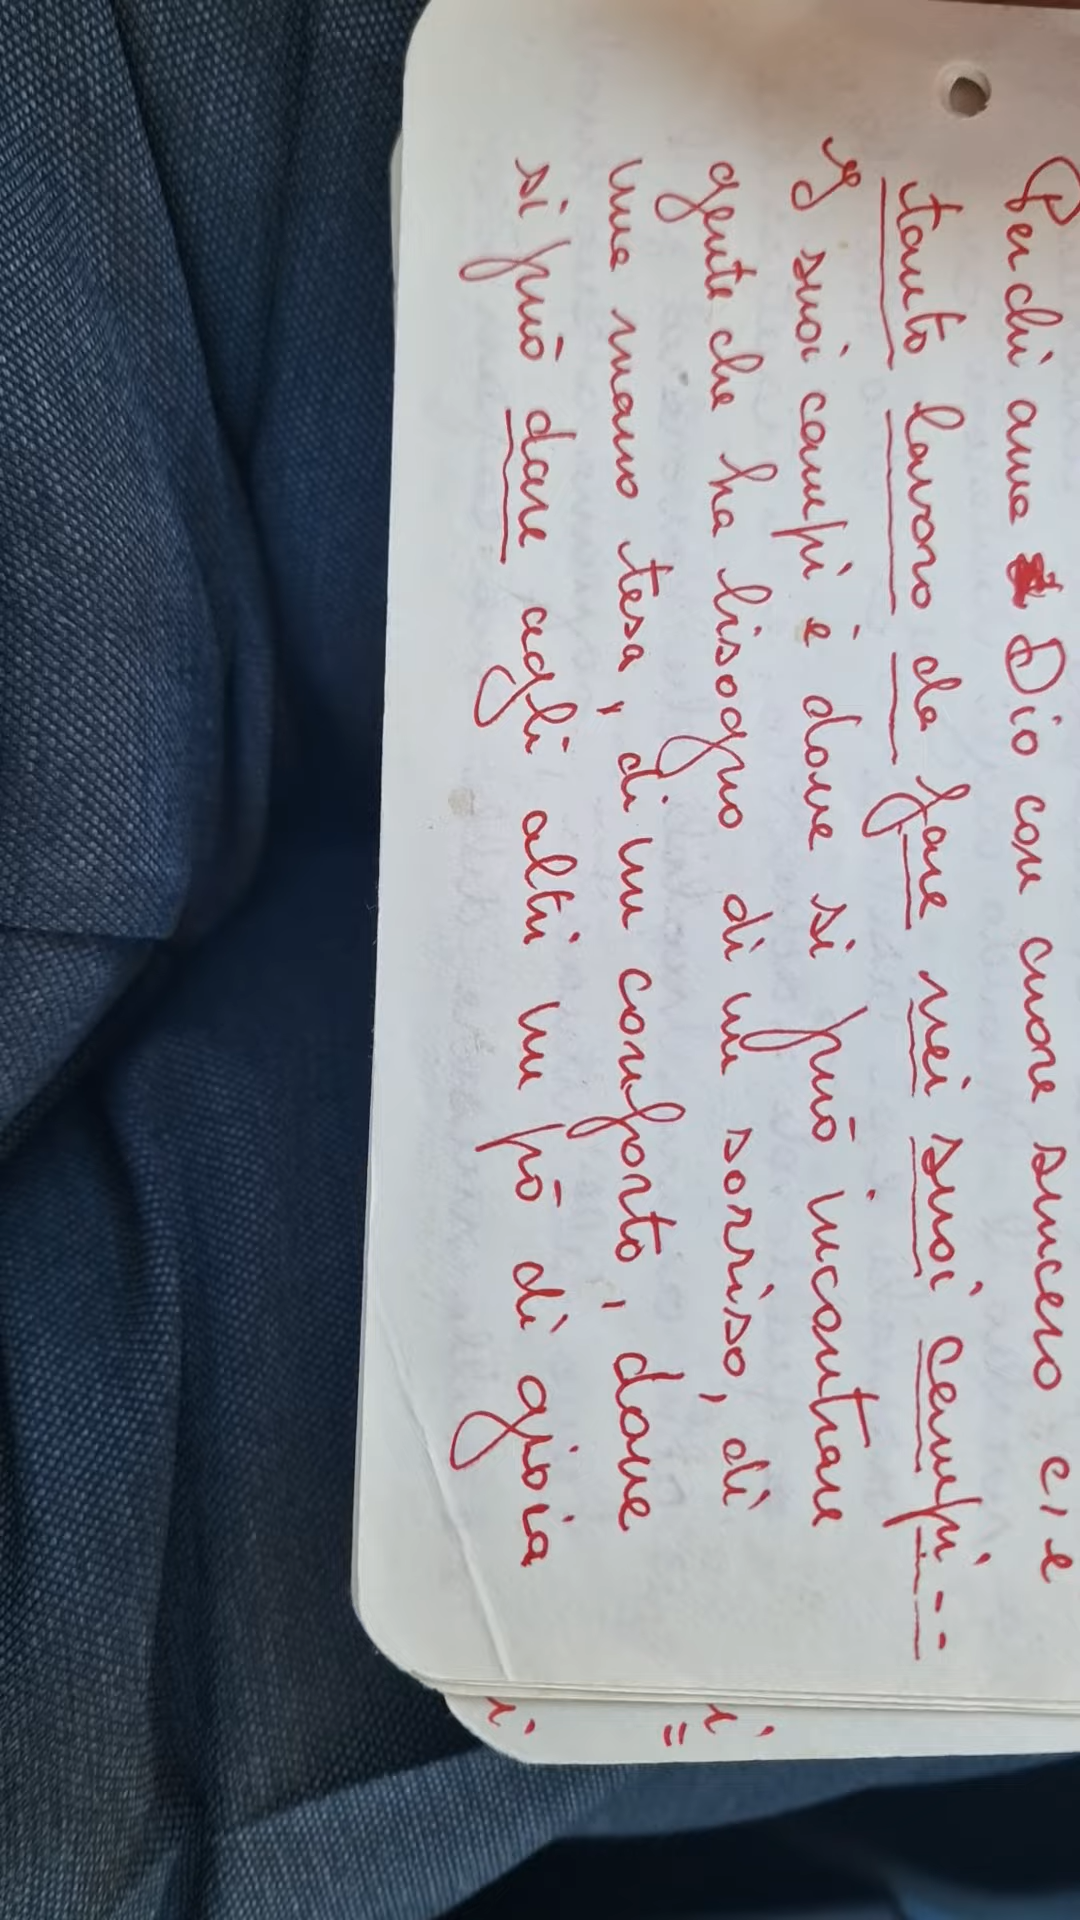 Per chi ama Dio con cuore sincero c'è
tanto lavoro da fare nei suoi campi --
I suoi campi è dove si può incontrare
gente che ha bisogno di un sorriso, di
una mano tesa, di un conforto, dove
si può dare agli altri un pò di gioia